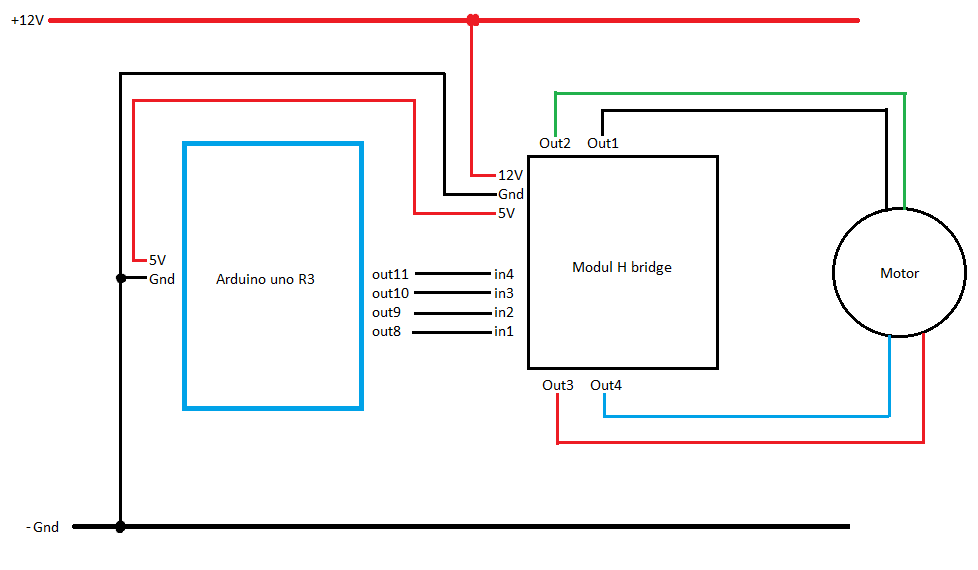 +12V
Out2 Out1
12V
Gnd
5V
5V
Gnd
Arduino uno R3
Modul H bridge
Motor
out11 in4
out10 in3
out9 in2
out8 in1
Out3 Out4
- Gnd